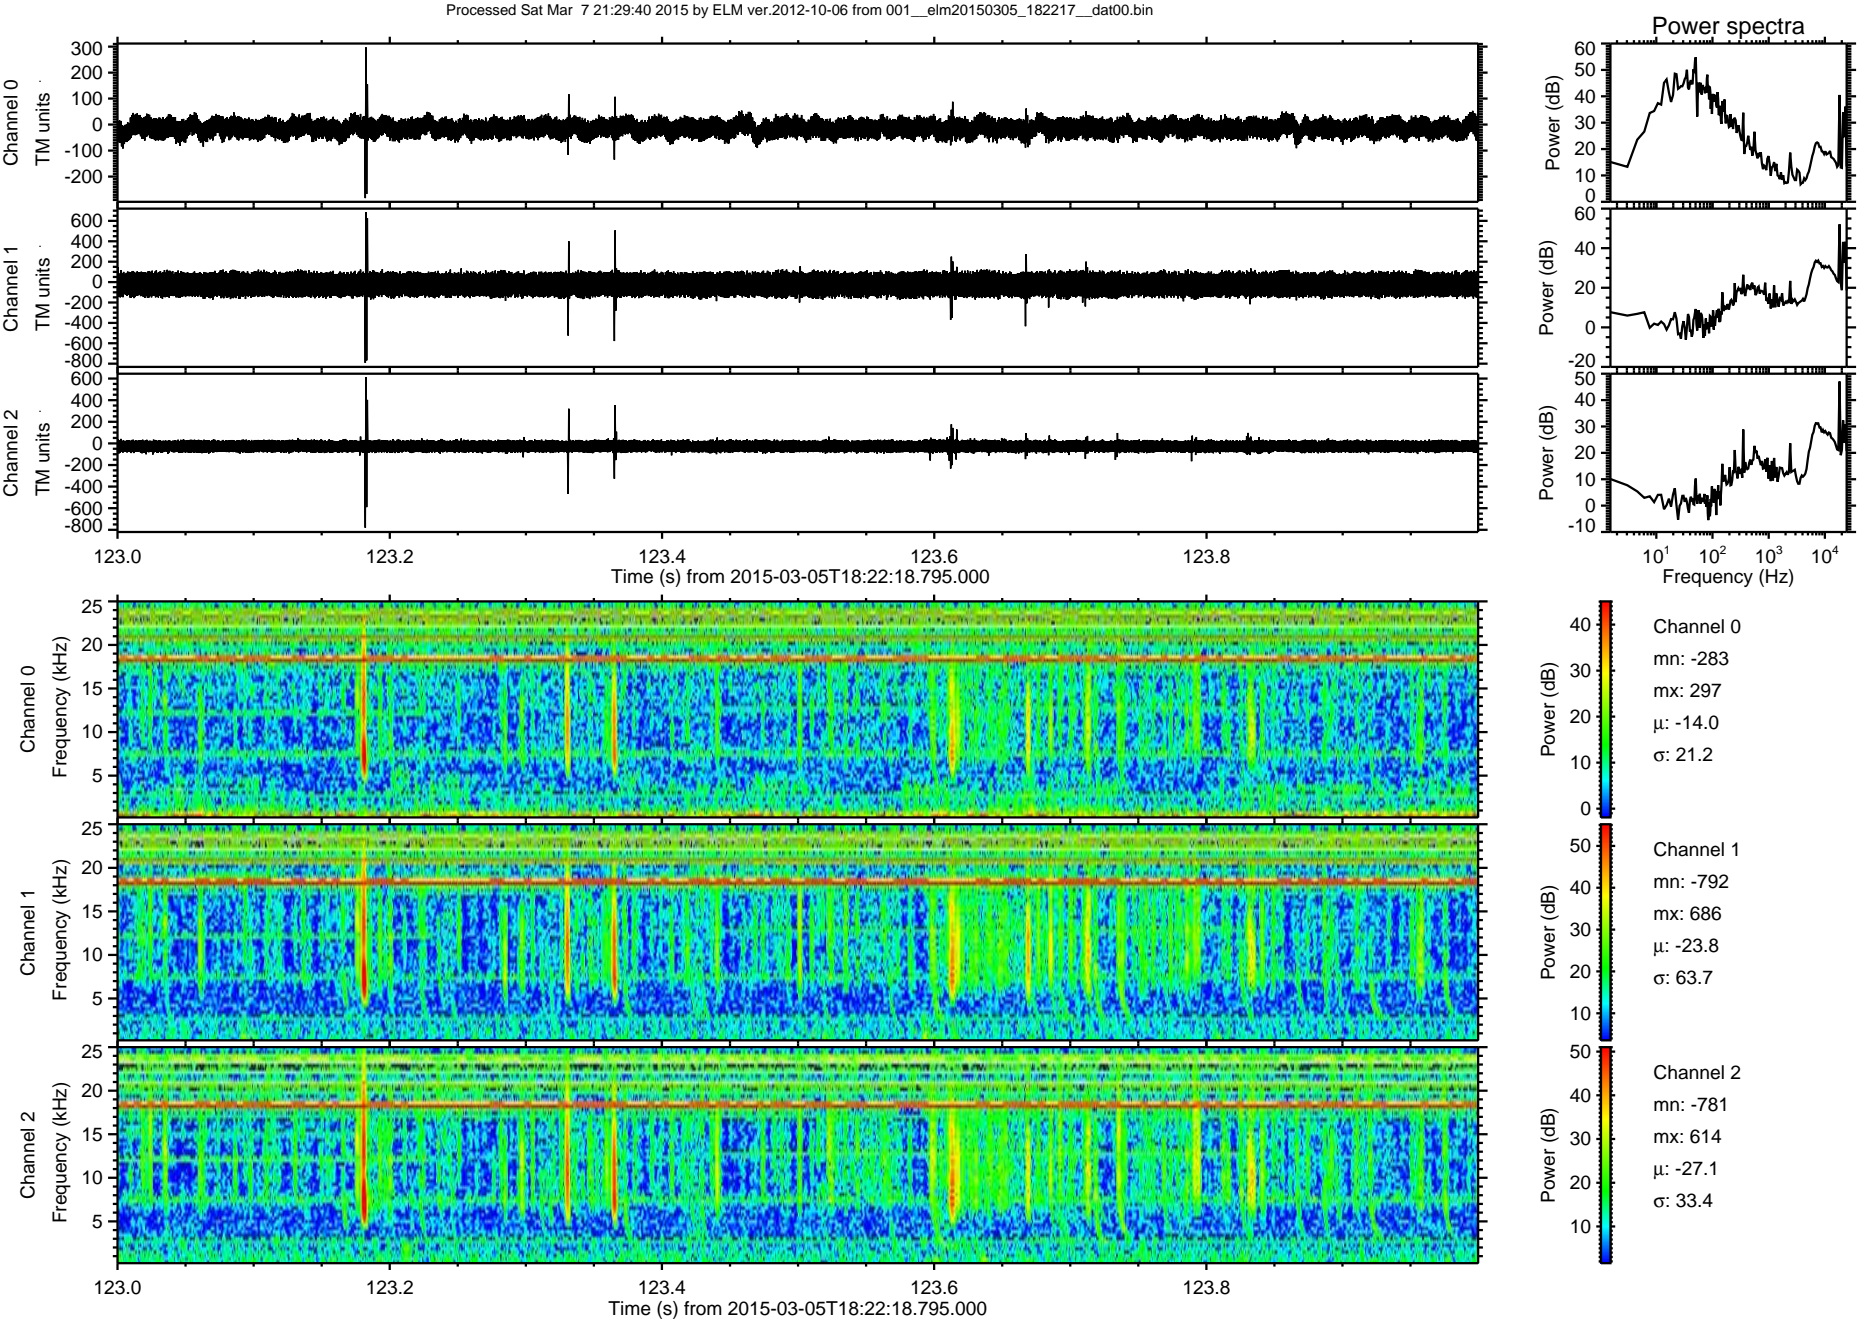 Processed Sat Mar 7 21:29:40 2015 by ELM ver.2012-10-06 from 001__elm20150305_182217__dat00.bin
Power spectra
Channel 0
TM units
300
200
100
0
-100
-200
Power (dB)
60
50
40
30
20
10
0
Channel 1
TM units
600
400
200
0
-200
-400
-600
-800
Power (dB)
60
40
20
0
-20
Channel 2
TM units
600
400
200
0
-200
-400
-600
-800
Power (dB)
50
40
30
20
10
0
-10
123.0 123.2 123.4 123.6 123.8
Time (s) from 2015-03-05T18:22:18.795.000
10¹ 10² 10³ 10⁴
Frequency (Hz)
Channel 0
Frequency (kHz)
25
20
15
10
5
Power (dB)
40
30
20
10
0
Channel 0
mn: -283
mx: 297
μ: -14.0
σ: 21.2
Channel 1
Frequency (kHz)
25
20
15
10
5
Power (dB)
50
40
30
20
10
Channel 1
mn: -792
mx: 686
μ: -23.8
σ: 63.7
Channel 2
Frequency (kHz)
25
20
15
10
5
Power (dB)
50
40
30
20
10
Channel 2
mn: -781
mx: 614
μ: -27.1
σ: 33.4
123.0 123.2 123.4 123.6 123.8
Time (s) from 2015-03-05T18:22:18.795.000